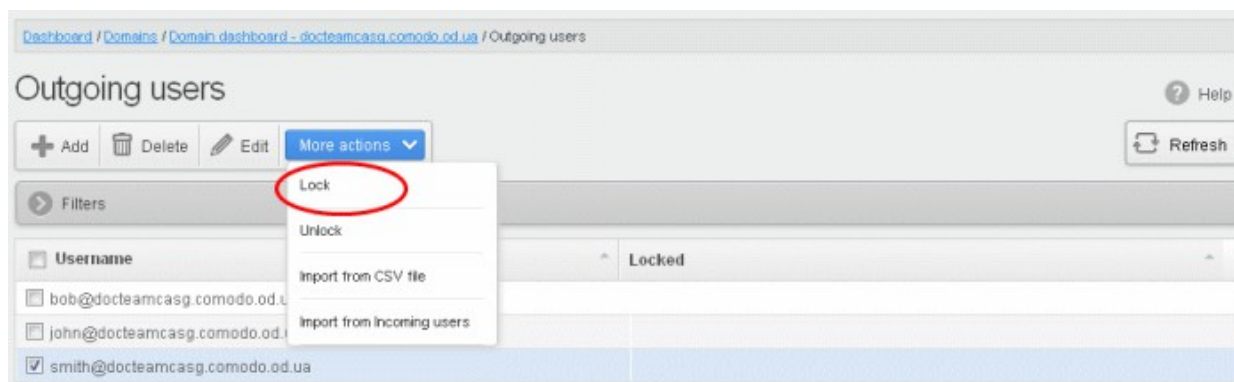 Dashboard / Domains / Domain dashboard - docteamcasg.comodo.od.ua / Outgoing users
Outgoing users
Help
Add Delete Edit More actions
Refresh
Lock
Filters
Unlock
Username Locked
Import from CSV file
bob@docteamcasg.comodo.od.u
Import from Incoming users
john@docteamcasg.comodo.od.
smith@docteamcasg.comodo.od.ua